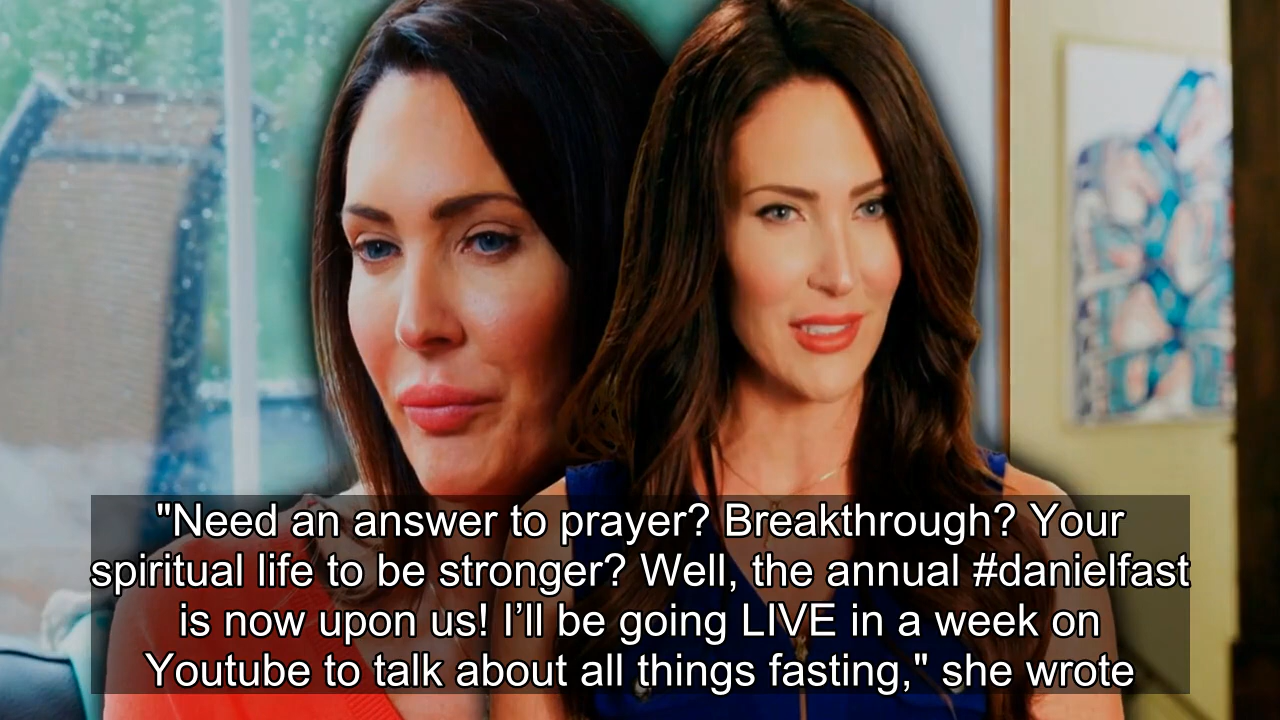 "Need an answer to prayer? Breakthrough? Your
spiritual life to be stronger? Well, the annual #danielfast
is now upon us! I’ll be going LIVE in a week on
Youtube to talk about all things fasting," she wrote